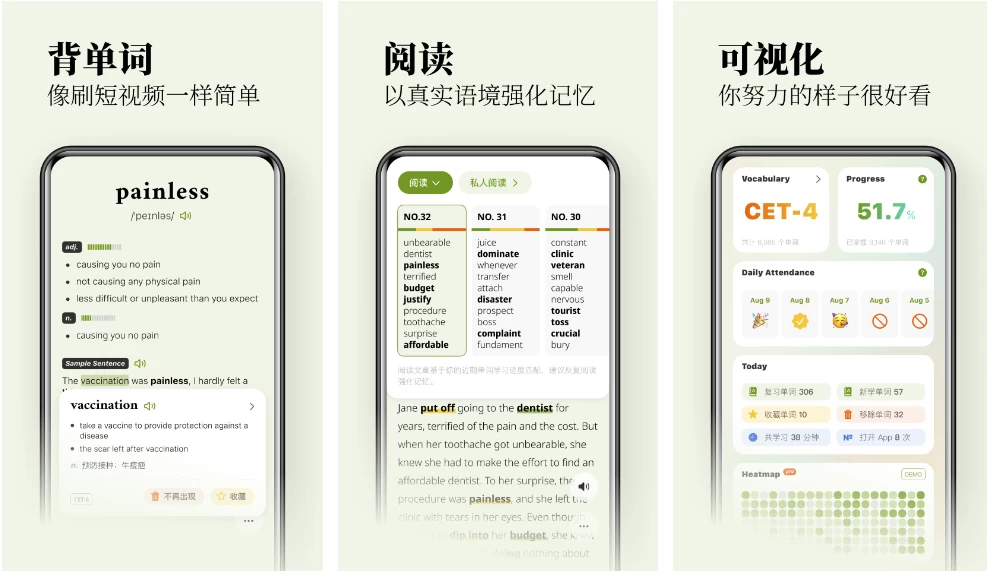 背单词
像刷短视频一样简单
painless
/ˈpeɪnləs/
adj.
causing you no pain
not causing any physical pain
less difficult or unpleasant than you expect
n.
causing you no pain
Sample Sentence
The vaccination was painless, I hardly felt a
vaccination
take a vaccine to provide protection against a
disease
the scar left after vaccination
n. 预防接种;牛痘疤
CET-6
不再出现
收藏
阅读
以真实语境强化记忆
阅读
私人阅读
NO.32
unbearable
dentist
painless
terrified
budget
justify
procedure
toothache
surprise
affordable
NO. 31
juice
dominate
whenever
transfer
attach
disaster
prospect
boss
complaint
fundament
NO. 30
constant
clinic
veteran
smell
capable
nervous
tourist
toss
crucial
bury
阅读文章基于你的近期单词学习进度匹配，建议反复阅读
强化记忆。
Jane put off going to the dentist for
years, terrified of the pain and the cost. But
when her toothache got unbearable, she
knew she had to make the effort to find an
affordable dentist. To her surprise, the
procedure was painless, and she left the
clinic with tears in her eyes. Even though
dip into her budget, she
nothing about
可视化
你努力的样子很好看
Vocabulary
CET-4
共计 6,085 个单词
Progress
51.7%
已掌握 3,146 个单词
Daily Attendance
Aug 9
Aug 8
Aug 7
Aug 6
Aug 5
Today
复习单词 306
新学单词 57
收藏单词 10
移除单词 32
共学习 38 分钟
Nº 打开 App 8 次
Heatmap pro
DEMO